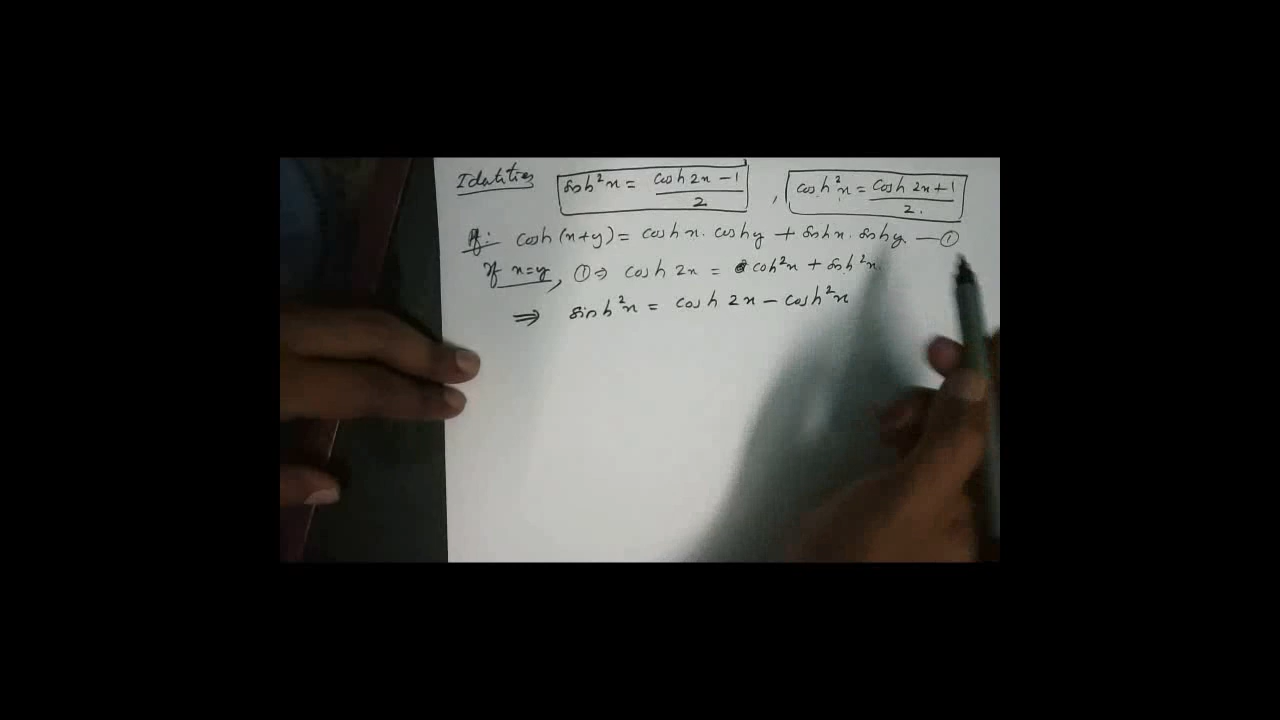 Identities sinh²x = cosh 2x - 1 / 2 , cosh²x = cosh 2x + 1 / 2.
Pf: cosh (x+y) = cosh x . cosh y + sinh x . sinh y — ①
If x=y, ① ⇒ cosh 2x = cosh²x + sinh²x.
⇒ sinh²x = cosh 2x - cosh²x